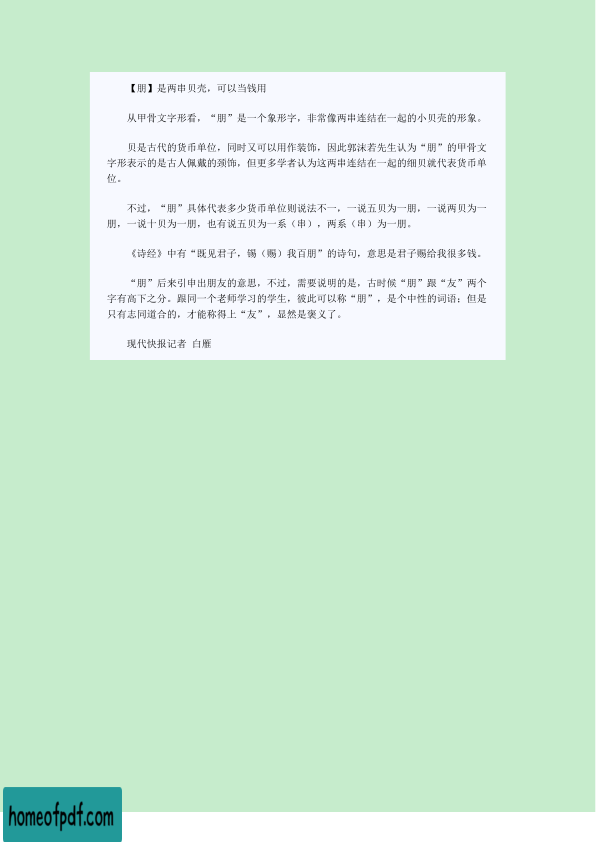 【朋】是两串贝壳，可以当钱用
从甲骨文字形看，“朋”是一个象形字，非常像两串连结在一起的小贝壳的形象。
贝是古代的货币单位，同时又可以用作装饰，因此郭沫若先生认为“朋”的甲骨文
字形表示的是古人佩戴的颈饰，但更多学者认为这两串连结在一起的细贝就代表货币单
位。
不过，“朋”具体代表多少货币单位则说法不一，一说五贝为一朋，一说两贝为一
朋，一说十贝为一朋，也有说五贝为一系（串），两系（串）为一朋。
《诗经》中有“既见君子，锡（赐）我百朋”的诗句，意思是君子赐给我很多钱。
“朋”后来引申出朋友的意思，不过，需要说明的是，古时候“朋”跟“友”两个
字有高下之分。跟同一个老师学习的学生，彼此可以称“朋”，是个中性的词语；但是
只有志同道合的，才能称得上“友”，显然是褒义了。
现代快报记者 白雁
homeofpdf.com